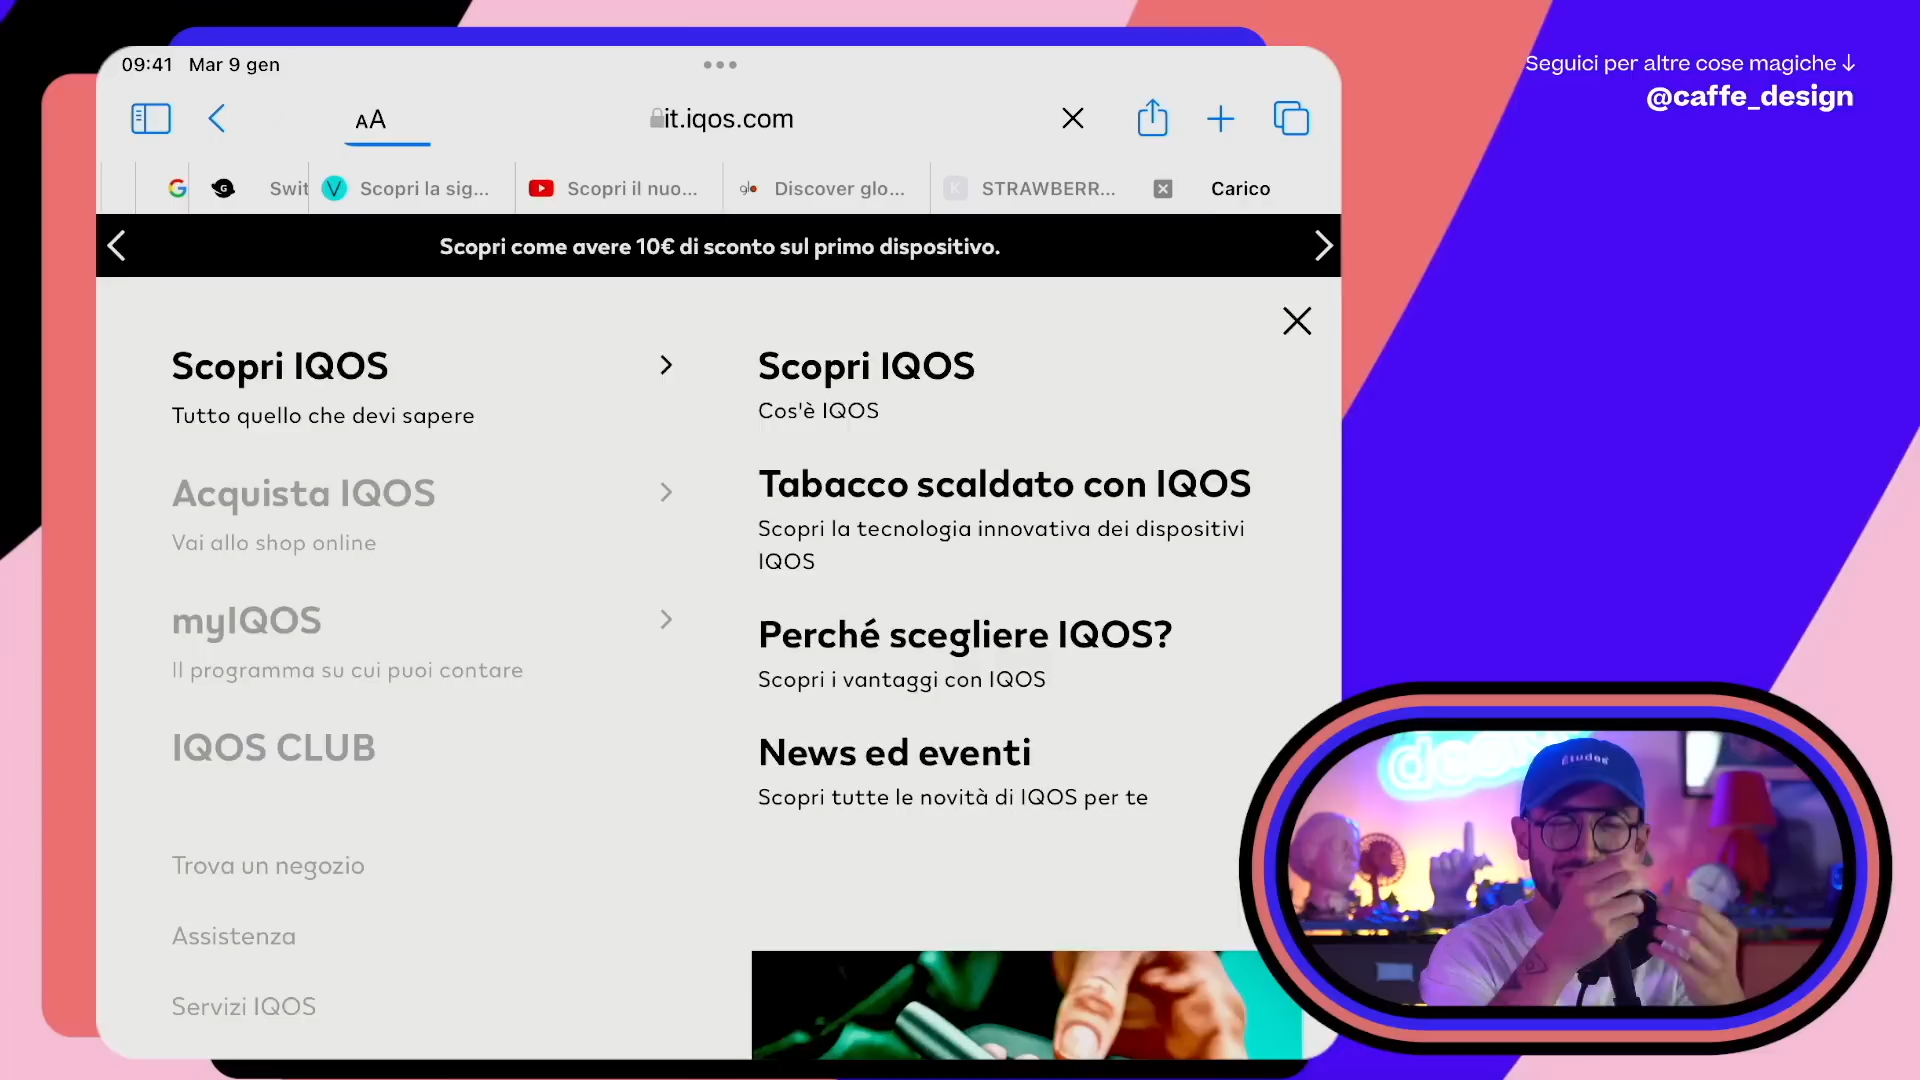 09:41 Mar 9 gen
Seguici per altre cose magiche ↓
@caffe_design
AA
it.iqos.com
G
G
Swit
V
Scopri la sig...
Scopri il nuo...
glo
Discover glo...
K
STRAWBERR...
Carico
Scopri come avere 10€ di sconto sul primo dispositivo.
Scopri IQOS
Tutto quello che devi sapere
Acquista IQOS
Vai allo shop online
myIQOS
Il programma su cui puoi contare
IQOS CLUB
Trova un negozio
Assistenza
Servizi IQOS
Scopri IQOS
Cos'è IQOS
Tabacco scaldato con IQOS
Scopri la tecnologia innovativa dei dispositivi
IQOS
Perché scegliere IQOS?
Scopri i vantaggi con IQOS
News ed eventi
Scopri tutte le novità di IQOS per te
Études